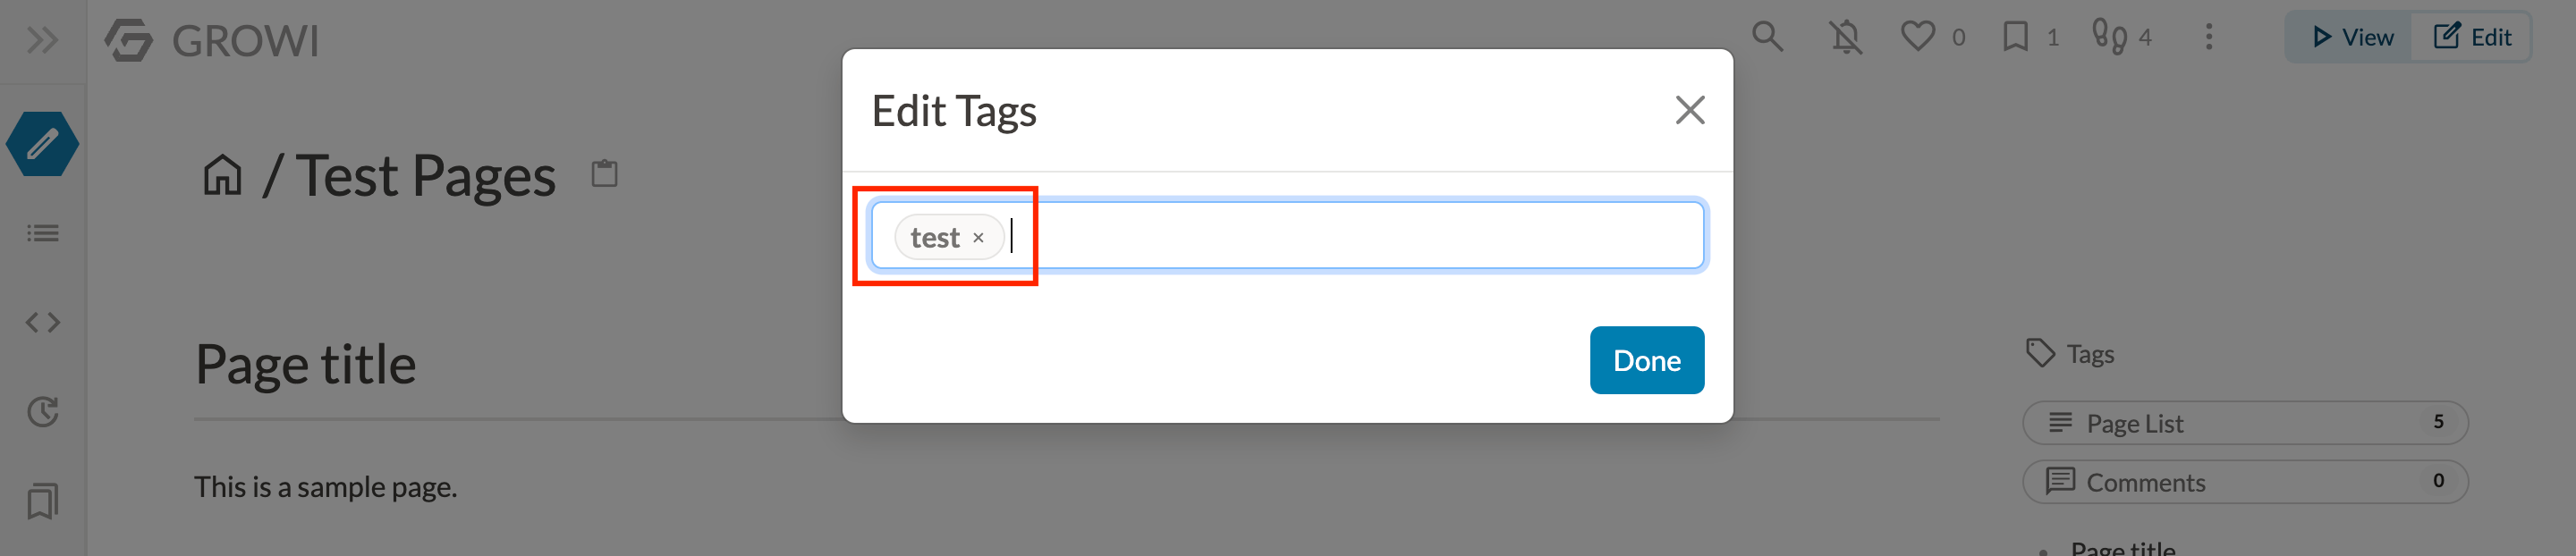 GROWI
0
1
4
View
Edit
Edit Tags
/ Test Pages
test ×
Done
Page title
Tags
Page List 5
This is a sample page.
Comments 0
Page title